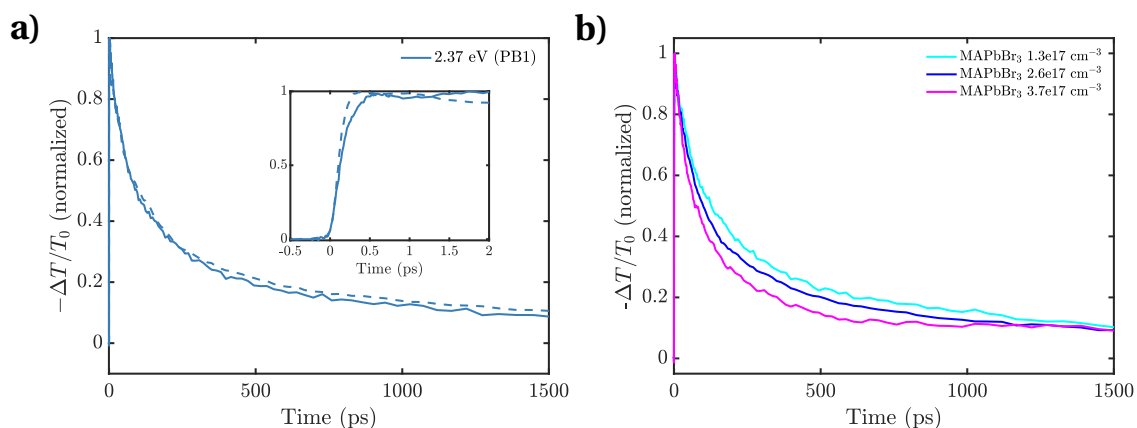 a)
−ΔT/T₀ (normalized)
1
0.8
0.6
0.4
0.2
0
0
500
1000
1500
Time (ps)
2.37 eV (PB1)
1
0.5
0
-0.5
0
0.5
1
1.5
2
Time (ps)
b)
-ΔT/T₀ (normalized)
1
0.8
0.6
0.4
0.2
0
0
500
1000
1500
Time (ps)
MAPbBr₃ 1.3e17 cm⁻³
MAPbBr₃ 2.6e17 cm⁻³
MAPbBr₃ 3.7e17 cm⁻³